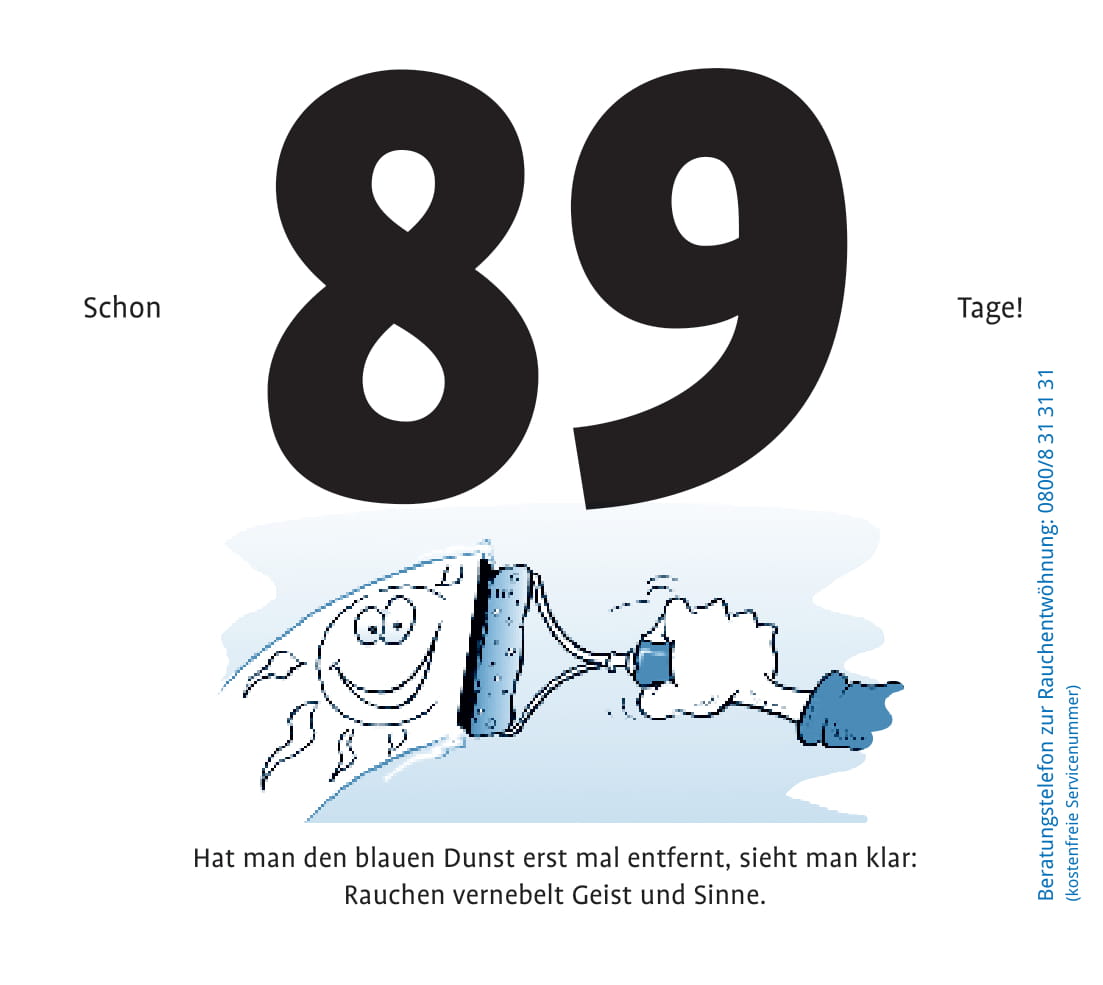 Schon
89
Tage!
Hat man den blauen Dunst erst mal entfernt, sieht man klar:
Rauchen vernebelt Geist und Sinne.
Beratungstelefon zur Rauchentwöhnung: 0800/8 31 31 31
(kostenfreie Servicenummer)